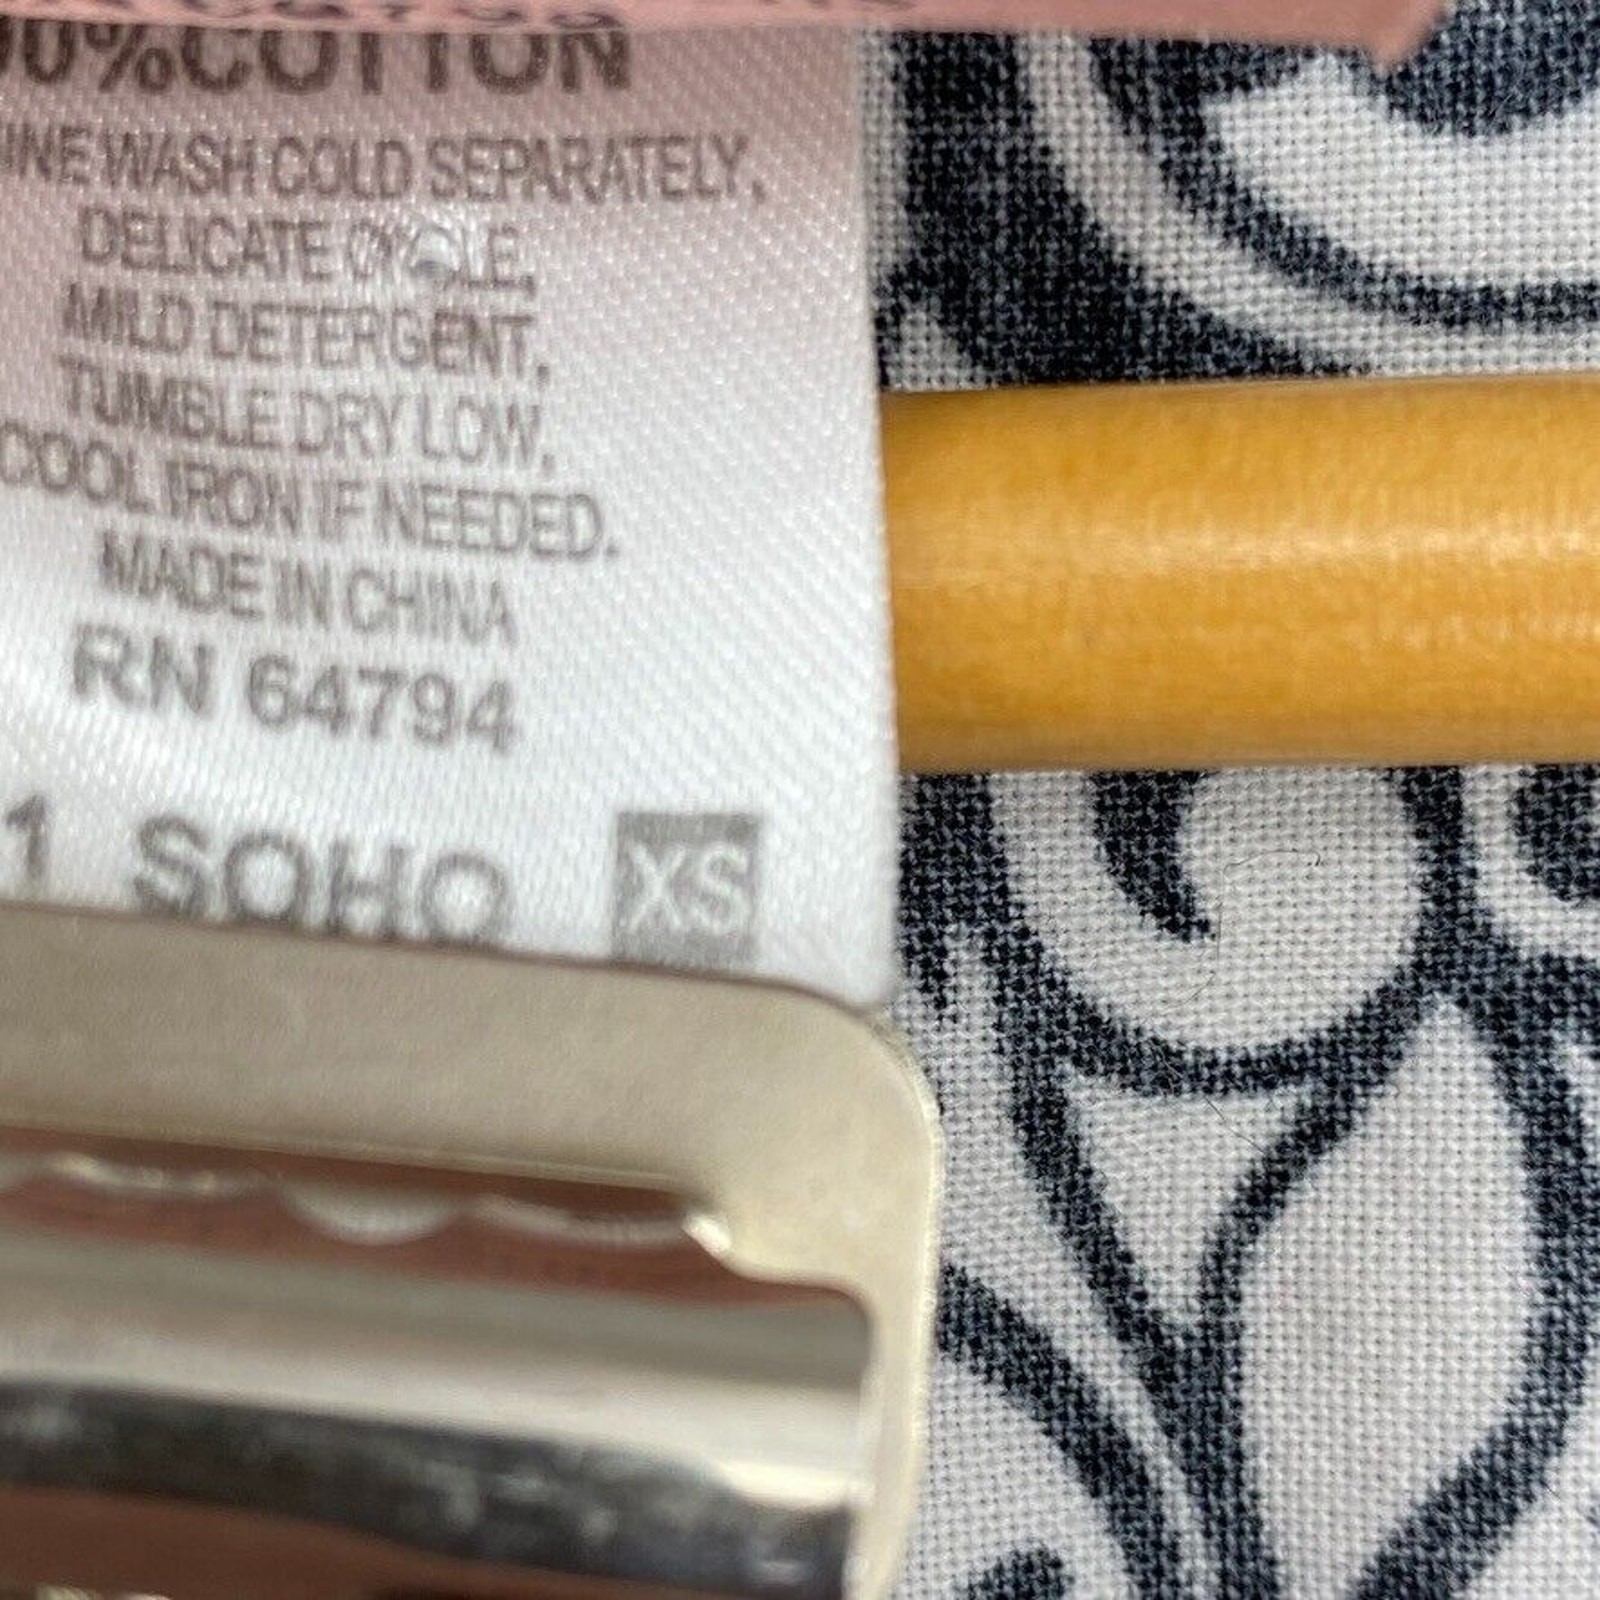 00%COTTON
INE WASH COLD SEPARATELY,
DELICATE CYCLE,
MILD DETERGENT,
TUMBLE DRY LOW,
COOL IRON IF NEEDED.
MADE IN CHINA
RN 64794
1 SOHO XS